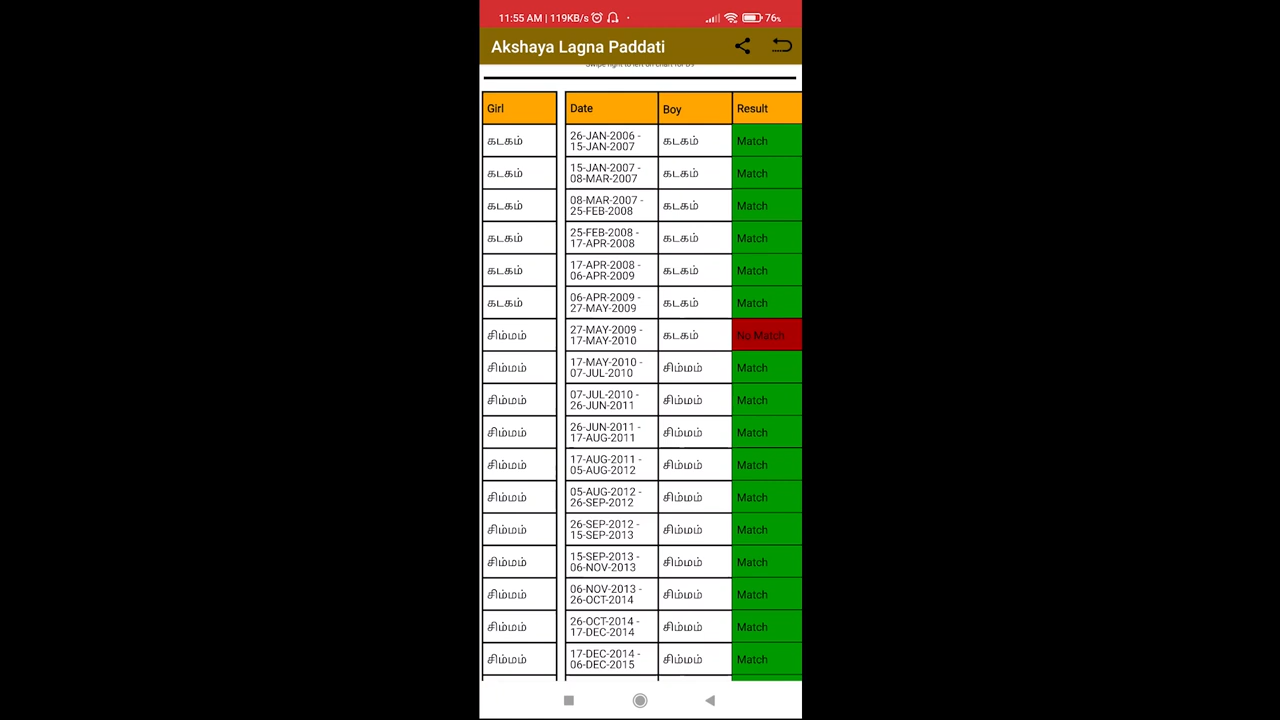 11:55 AM | 119KB/s
76%
Akshaya Lagna Paddati
Swipe right to left on chart for D9
Girl Date Boy Result
கடகம் 26-JAN-2006 - 15-JAN-2007 கடகம் Match
கடகம் 15-JAN-2007 - 08-MAR-2007 கடகம் Match
கடகம் 08-MAR-2007 - 25-FEB-2008 கடகம் Match
கடகம் 25-FEB-2008 - 17-APR-2008 கடகம் Match
கடகம் 17-APR-2008 - 06-APR-2009 கடகம் Match
கடகம் 06-APR-2009 - 27-MAY-2009 கடகம் Match
சிம்மம் 27-MAY-2009 - 17-MAY-2010 கடகம் No Match
சிம்மம் 17-MAY-2010 - 07-JUL-2010 சிம்மம் Match
சிம்மம் 07-JUL-2010 - 26-JUN-2011 சிம்மம் Match
சிம்மம் 26-JUN-2011 - 17-AUG-2011 சிம்மம் Match
சிம்மம் 17-AUG-2011 - 05-AUG-2012 சிம்மம் Match
சிம்மம் 05-AUG-2012 - 26-SEP-2012 சிம்மம் Match
சிம்மம் 26-SEP-2012 - 15-SEP-2013 சிம்மம் Match
சிம்மம் 15-SEP-2013 - 06-NOV-2013 சிம்மம் Match
சிம்மம் 06-NOV-2013 - 26-OCT-2014 சிம்மம் Match
சிம்மம் 26-OCT-2014 - 17-DEC-2014 சிம்மம் Match
சிம்மம் 17-DEC-2014 - 06-DEC-2015 சிம்மம் Match